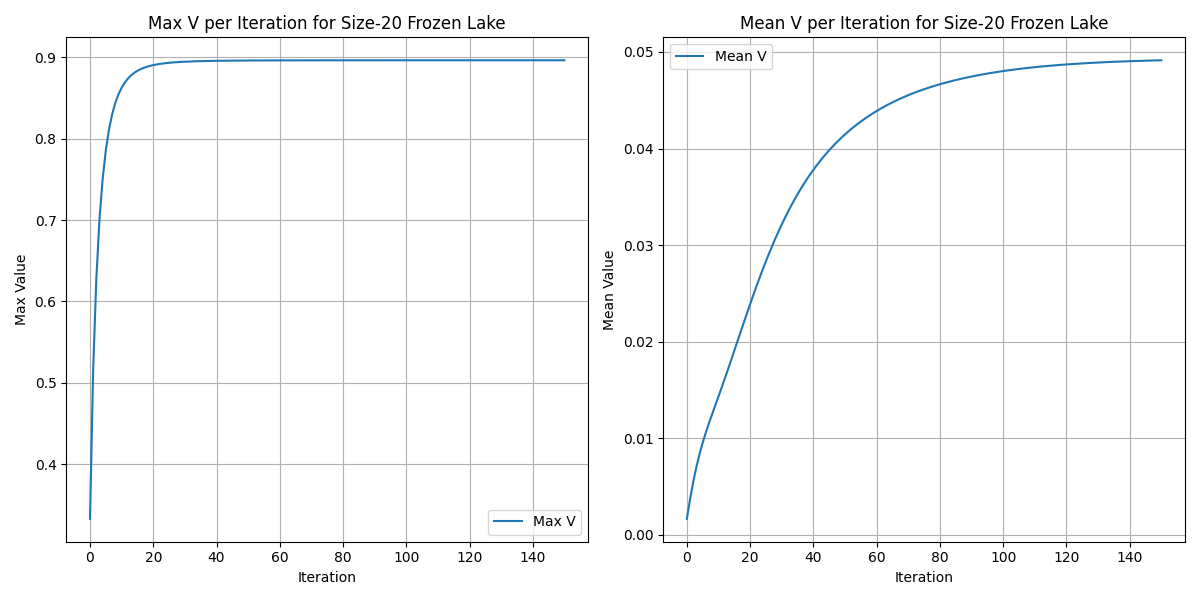 Max V per Iteration for Size-20 Frozen Lake
0.9
0.8
0.7
0.6
0.5
0.4
Max Value
0 20 40 60 80 100 120 140
Iteration
Max V
Mean V per Iteration for Size-20 Frozen Lake
Mean V
0.05
0.04
0.03
0.02
0.01
0.00
Mean Value
0 20 40 60 80 100 120 140
Iteration